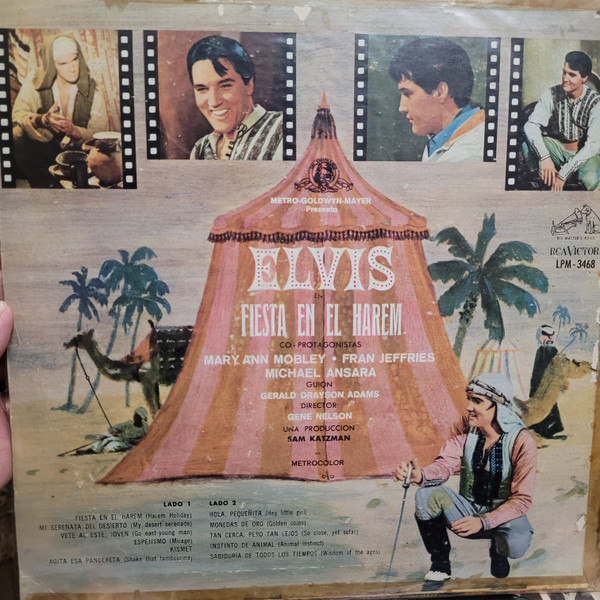 METRO-GOLDWYN-MAYER
Presenta
ELVIS
EN
FIESTA EN EL HAREM
CO-PROTAGONISTAS
MARY ANN MOBLEY • FRAN JEFFRIES
MICHAEL ANSARA
GUION
GERALD DRAYSON ADAMS
DIRECTOR
GENE NELSON
UNA PRODUCCION
SAM KATZMAN
METROCOLOR
"HIS MASTER'S VOICE"
RCA VICTOR
LPM-3468
LADO 1
FIESTA EN EL HAREM (Harem Holiday)
MI SERENATA DEL DESIERTO (My desert serenade)
VETE AL ESTE, JOVEN (Go east-young man)
ESPEJISMO (Mirage)
KISMET
AGITA ESA PANDERETA (Shake that tambourine)
LADO 2
HOLA, PEQUEÑITA (Hey little girl)
MONEDAS DE ORO (Golden coins)
TAN CERCA, PERO TAN LEJOS (So close, yet sofar)
INSTINTO DE ANIMAL (Animal instinct)
SABIDURIA DE TODOS LOS TIEMPOS (Wisdom of the ages)